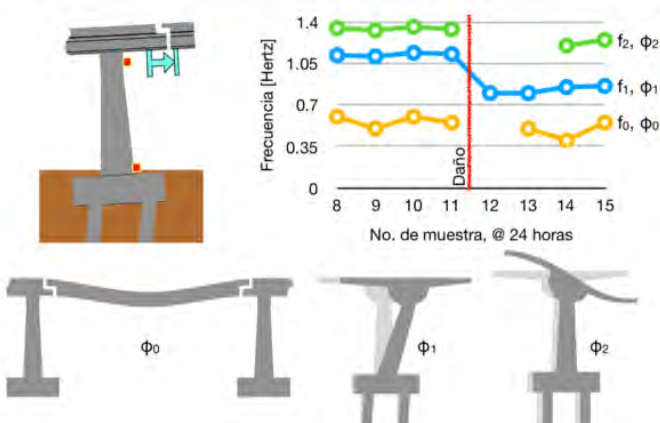 Frecuencia [Hertz]
1.4
1.05
0.7
0.35
0
Daño
f2, Φ2
f1, Φ1
f0, Φ0
8 9 10 11 12 13 14 15
No. de muestra, @ 24 horas
Φ0
Φ1
Φ2